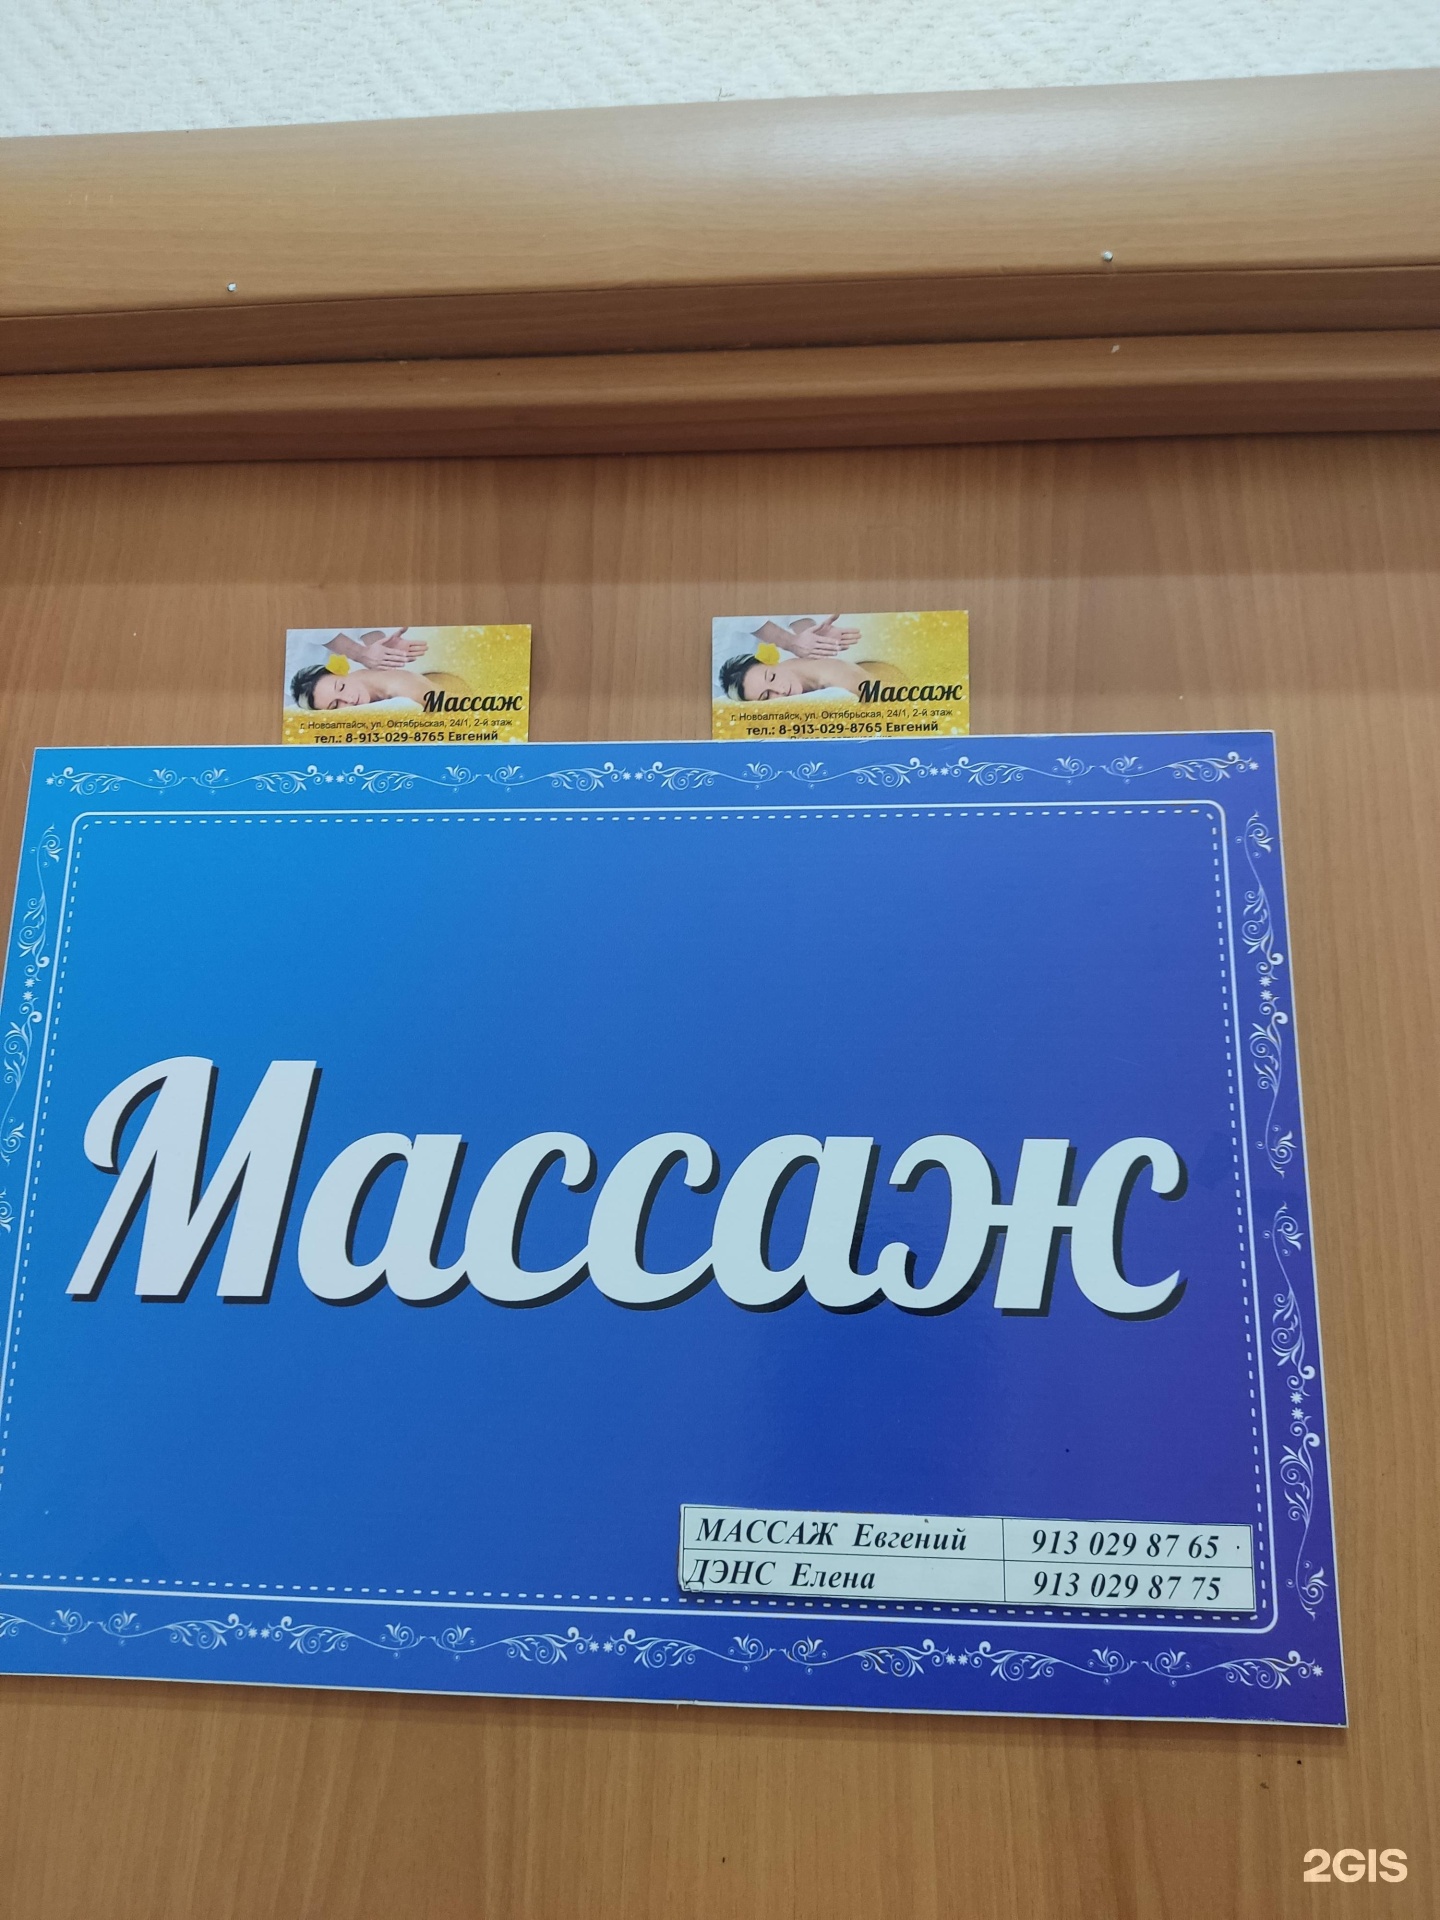 Массаж
г. Новоалтайск, ул. Октябрьская, 24/1, 2-й этаж
тел.: 8-913-029-8765 Евгений
Массаж
г. Новоалтайск, ул. Октябрьская, 24/1, 2-й этаж
тел.: 8-913-029-8765 Евгений
Массаж
МАССАЖ Евгений 913 029 87 65
ДЭНС Елена 913 029 87 75
2GIS